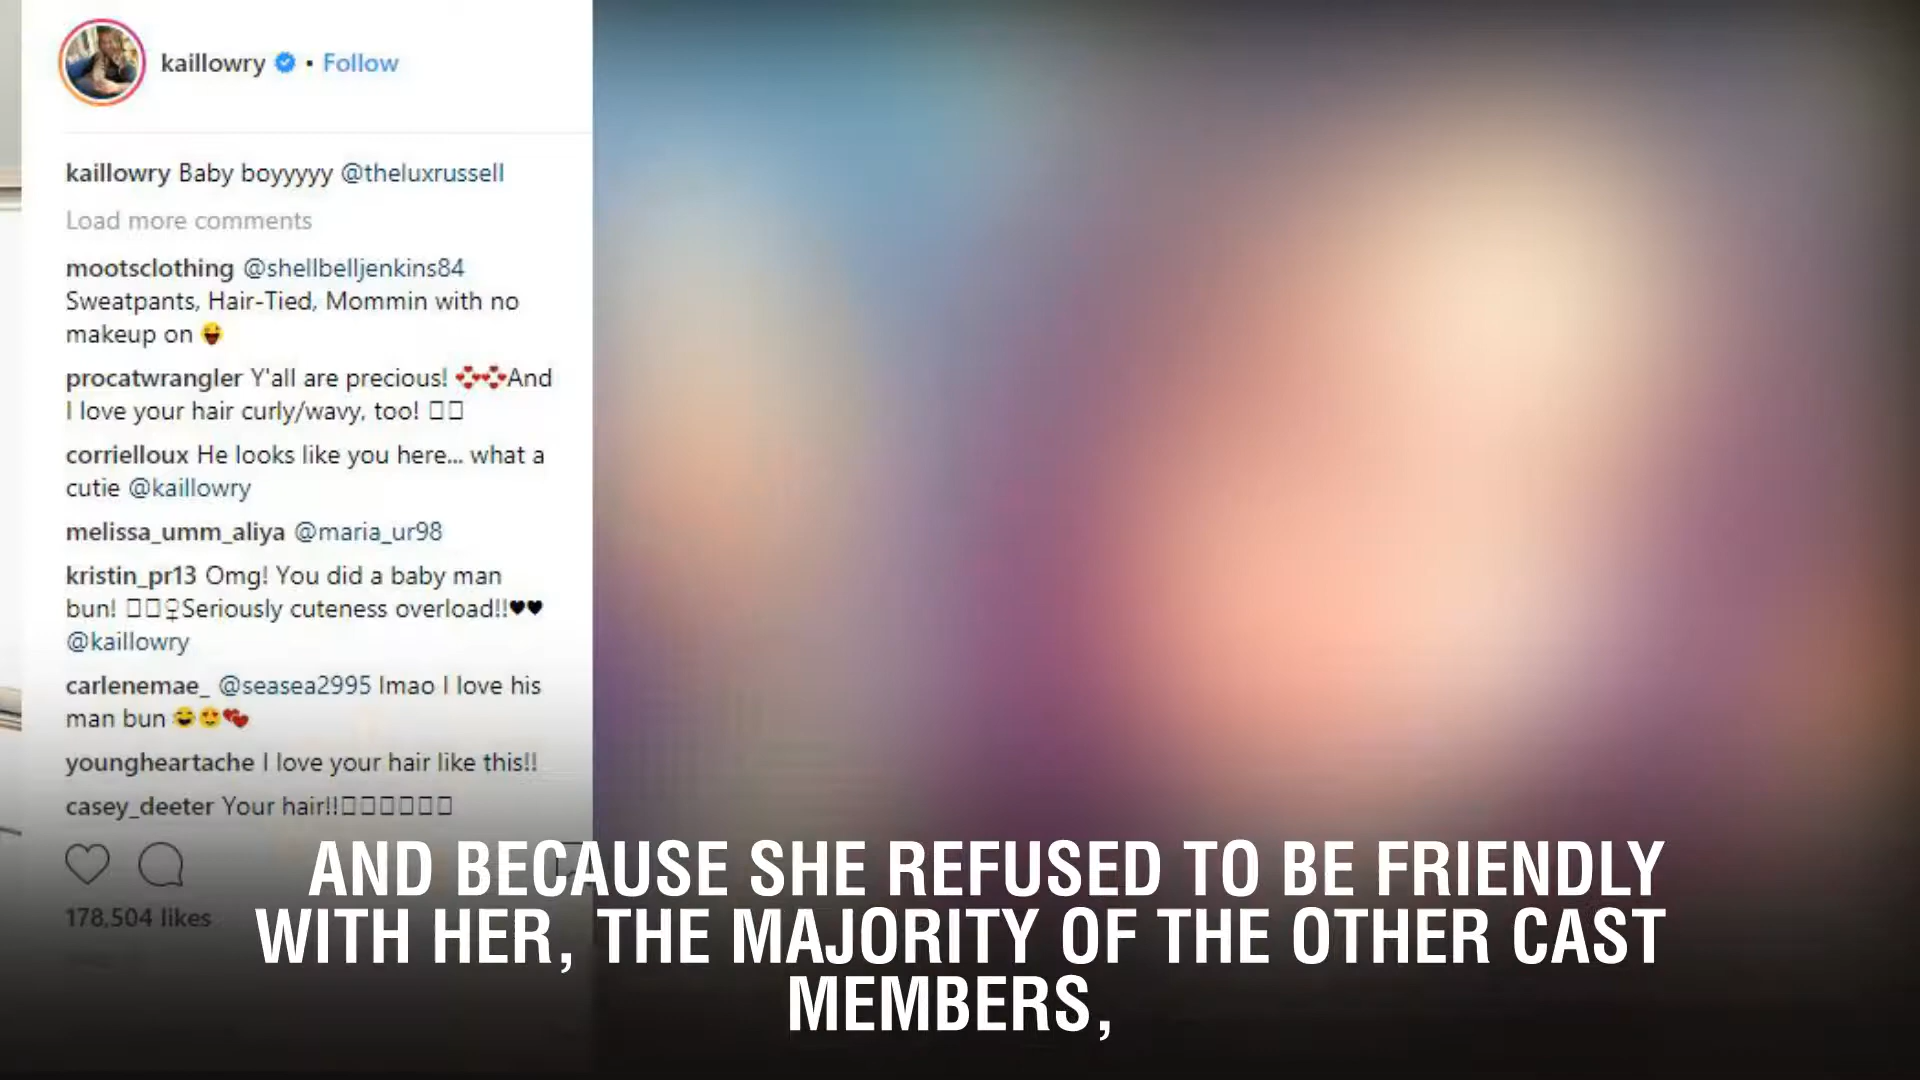 kaillowry • Follow
kaillowry Baby boyyyyy @theluxrussell
Load more comments
mootsclothing @shellbelljenkins84
Sweatpants, Hair-Tied, Mommin with no
makeup on 😜
procatwrangler Y'all are precious! 💞💞And
I love your hair curly/wavy, too! □□
corrielloux He looks like you here... what a
cutie @kaillowry
melissa_umm_aliya @maria_ur98
kristin_pr13 Omg! You did a baby man
bun! □□♀Seriously cuteness overload!!♥♥
@kaillowry
carlenemae_ @seasea2995 lmao I love his
man bun 😂😍💕
youngheartache I love your hair like this!!
casey_deeter Your hair!!□□□□□□
178,504 likes
AND BECAUSE SHE REFUSED TO BE FRIENDLY
WITH HER, THE MAJORITY OF THE OTHER CAST
MEMBERS,